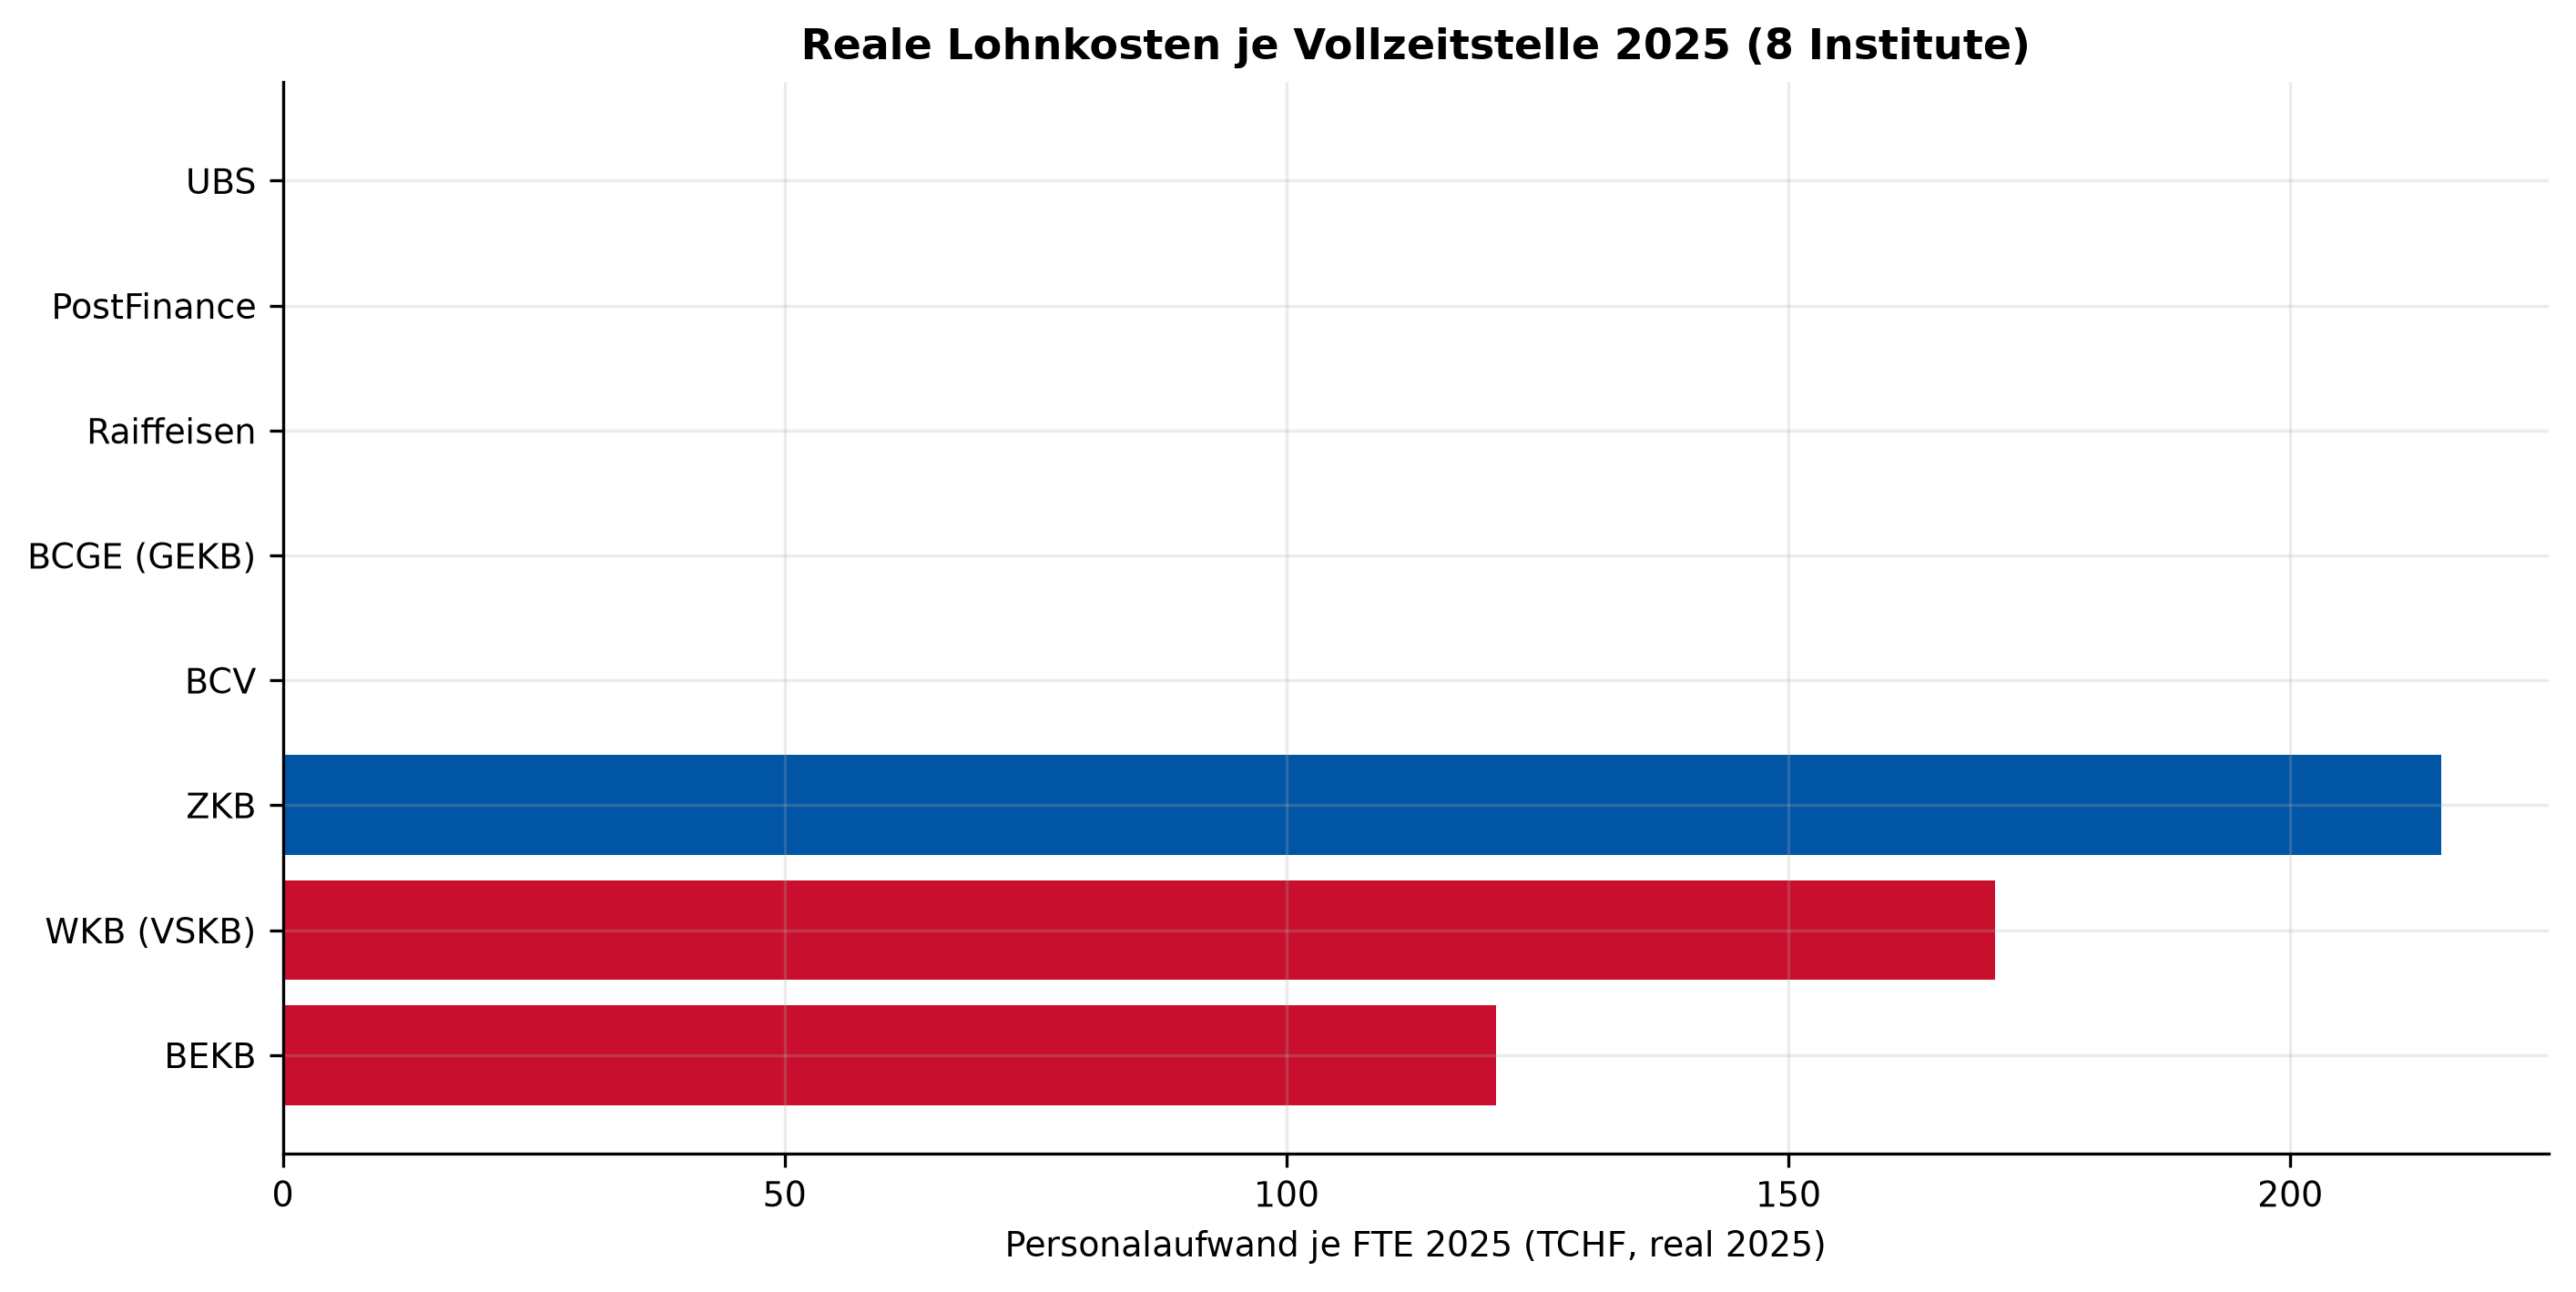 Reale Lohnkosten je Vollzeitstelle 2025 (8 Institute)
UBS
PostFinance
Raiffeisen
BCGE (GEKB)
BCV
ZKB
WKB (VSKB)
BEKB
0 50 100 150 200
Personalaufwand je FTE 2025 (TCHF, real 2025)